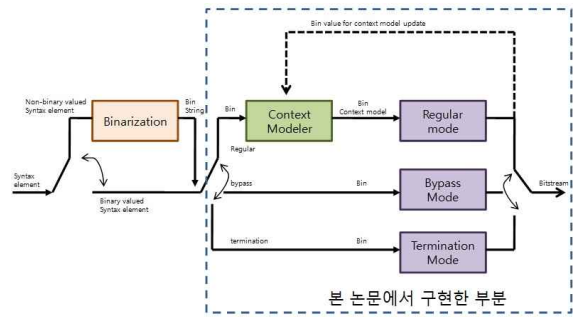 Bin value for context model update
Non-binary valued
Syntax element
Binarization
Bin
String
Bin
Context
Modeler
Bin
Context model
Regular
mode
Regular
Syntax
element
Binary valued
Syntax element
bypass
Bin
Bypass
Mode
Bitstream
termination
Bin
Termination
Mode
본 논문에서 구현한 부분